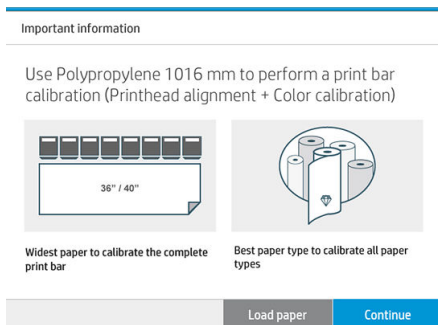 Important information
Use Polypropylene 1016 mm to perform a print bar
calibration (Printhead alignment + Color calibration)
36" / 40"
Widest paper to calibrate the complete
print bar
Best paper type to calibrate all paper
types
Load paper
Continue